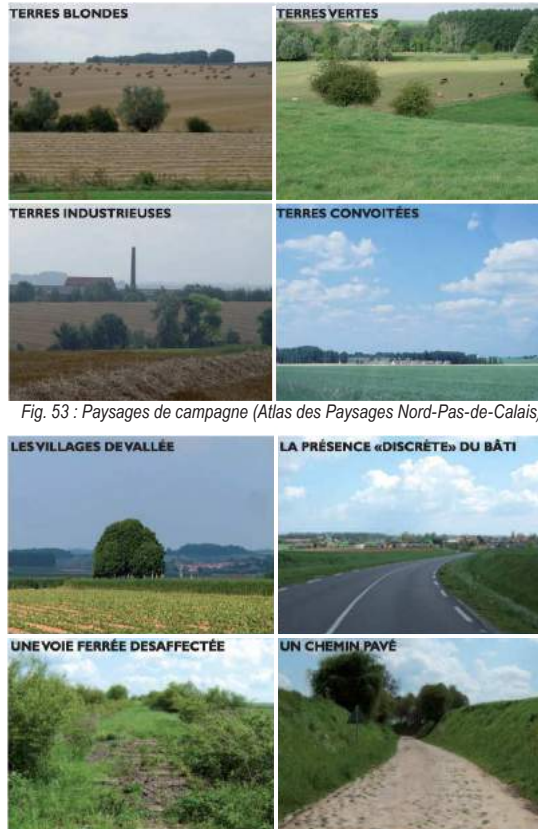 TERRES BLONDES
TERRES VERTES
TERRES INDUSTRIEUSES
TERRES CONVOITÉES
Fig. 53 : Paysages de campagne (Atlas des Paysages Nord-Pas-de-Calais)
LES VILLAGES DE VALLÉE
LA PRÉSENCE «DISCRÈTE» DU BÂTI
UNE VOIE FERRÉE DESAFFECTÉE
UN CHEMIN PAVÉ